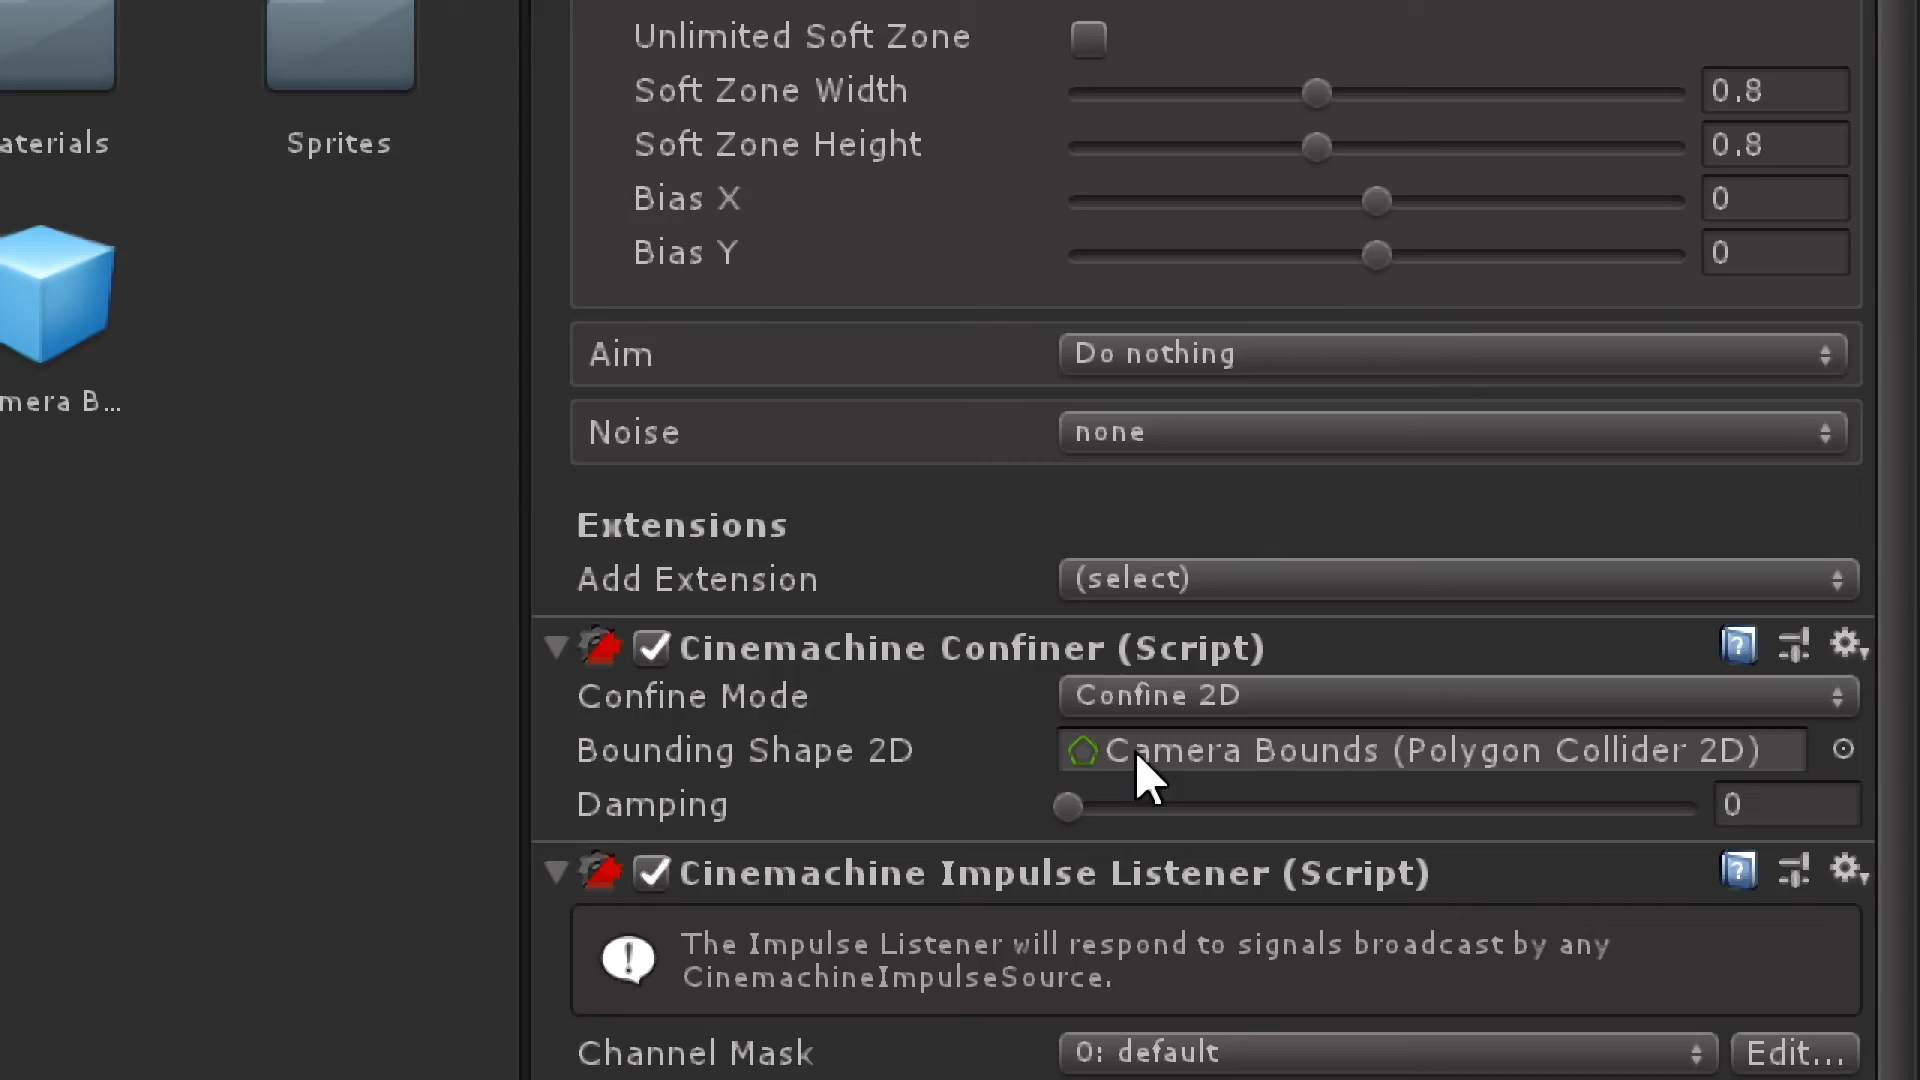 Unlimited Soft Zone
Soft Zone Width 0.8
aterials Sprites Soft Zone Height 0.8
Bias X 0
Bias Y 0
Aim Do nothing
mera B...
Noise none
Extensions
Add Extension (select)
Cinemachine Confiner (Script)
Confine Mode Confine 2D
Bounding Shape 2D Camera Bounds (Polygon Collider 2D)
Damping 0
Cinemachine Impulse Listener (Script)
The Impulse Listener will respond to signals broadcast by any
CinemachineImpulseSource.
Channel Mask 0: default Edit...